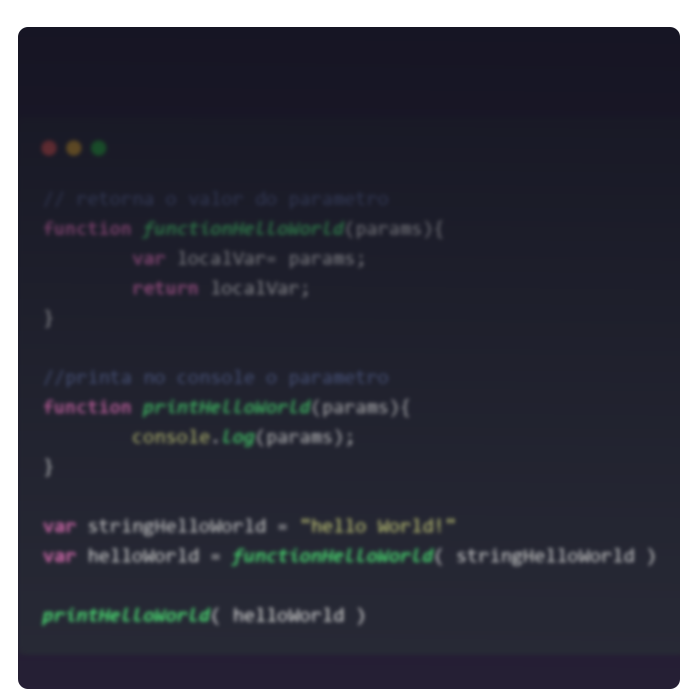 // retorna o valor do parametro
function functionHelloWorld(params){
var localVar= params;
return localVar;
}
//printa no console o parametro
function printHelloWorld(params){
console.log(params);
}
var stringHelloWorld = "hello World!"
var helloWorld = functionHelloWorld( stringHelloWorld )
printHelloWorld( helloWorld )